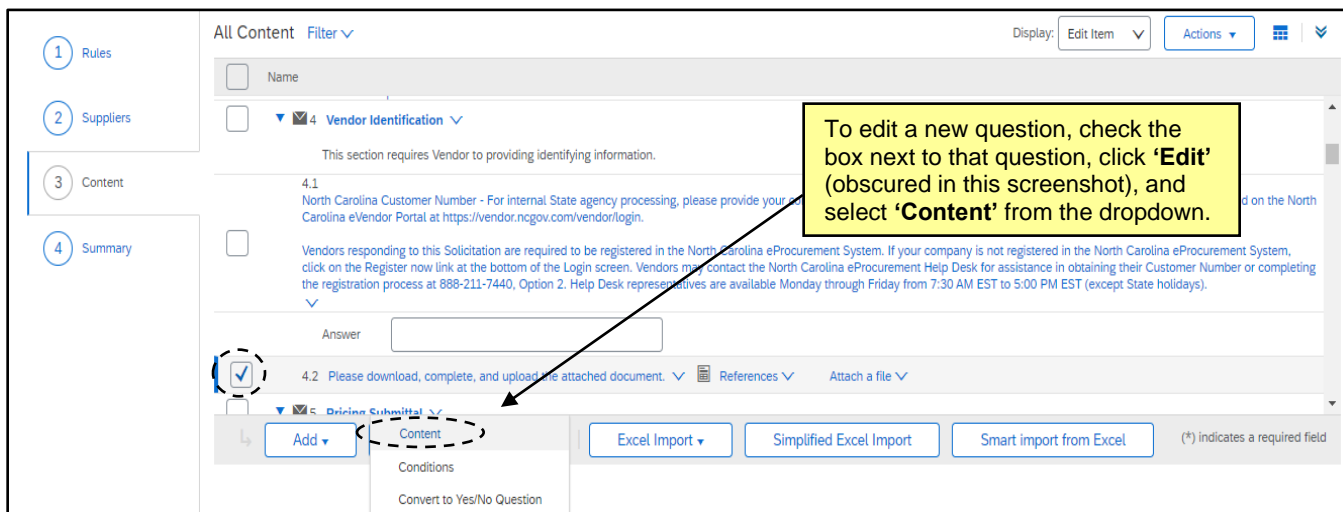 All Content Filter
Display: Edit Item Actions
1 Rules
2 Suppliers
3 Content
4 Summary
Name
4 Vendor Identification
This section requires Vendor to providing identifying information.
4.1
North Carolina Customer Number - For internal State agency processing, please provide your co
d on the North
Carolina eVendor Portal at https://vendor.ncgov.com/vendor/login.
To edit a new question, check the
box next to that question, click ‘Edit’
(obscured in this screenshot), and
select ‘Content’ from the dropdown.
Vendors responding to this Solicitation are required to be registered in the North Carolina eProcurement System. If your company is not registered in the North Carolina eProcurement System,
click on the Register now link at the bottom of the Login screen. Vendors may contact the North Carolina eProcurement Help Desk for assistance in obtaining their Customer Number or completing
the registration process at 888-211-7440, Option 2. Help Desk representatives are available Monday through Friday from 7:30 AM EST to 5:00 PM EST (except State holidays).
Answer
4.2 Please download, complete, and upload the attached document. References Attach a file
5 Pricing Submittal
Add Content Excel Import Simplified Excel Import Smart import from Excel (*) indicates a required field
Conditions
Convert to Yes/No Question